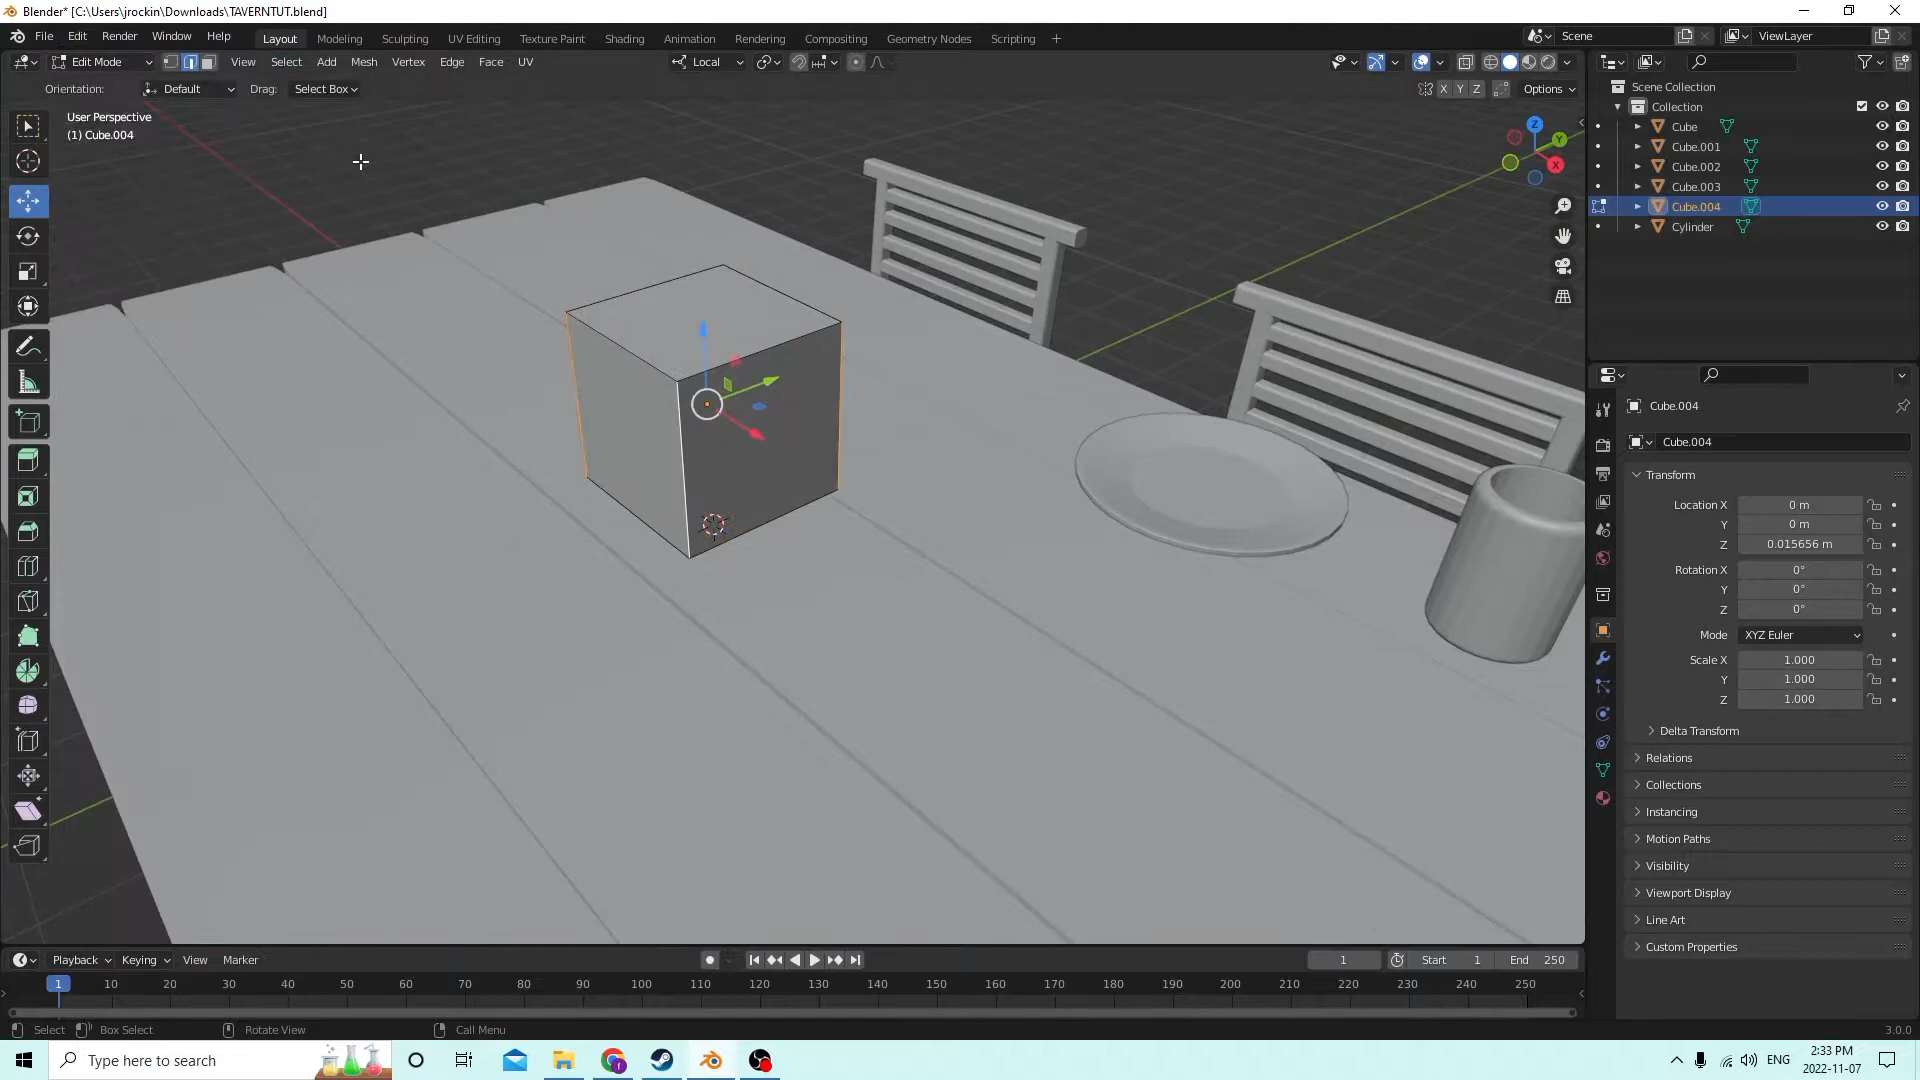 Blender* [C:\Users\jrockin\Downloads\TAVERNTUT.blend]
File Edit Render Window Help
Layout Modeling Sculpting UV Editing Texture Paint Shading Animation Rendering Compositing Geometry Nodes Scripting +
Scene
ViewLayer
Edit Mode
View Select Add Mesh Vertex Edge Face UV
Local
Orientation: Default Drag: Select Box
X Y Z Options
User Perspective
(1) Cube.004
Z
Y
X
Scene Collection
Collection
Cube
Cube.001
Cube.002
Cube.003
Cube.004
Cylinder
Cube.004
Cube.004
Transform
Location X 0 m
Y 0 m
Z 0.015656 m
Rotation X 0°
Y 0°
Z 0°
Mode XYZ Euler
Scale X 1.000
Y 1.000
Z 1.000
Delta Transform
Relations
Collections
Instancing
Motion Paths
Visibility
Viewport Display
Line Art
Custom Properties
Playback Keying View Marker
1 Start 1 End 250
1 10 20 30 40 50 60 70 80 90 100 110 120 130 140 150 160 170 180 190 200 210 220 230 240 250
Select Box Select Rotate View Call Menu 3.0.0
Type here to search
ENG
2:33 PM
2022-11-07